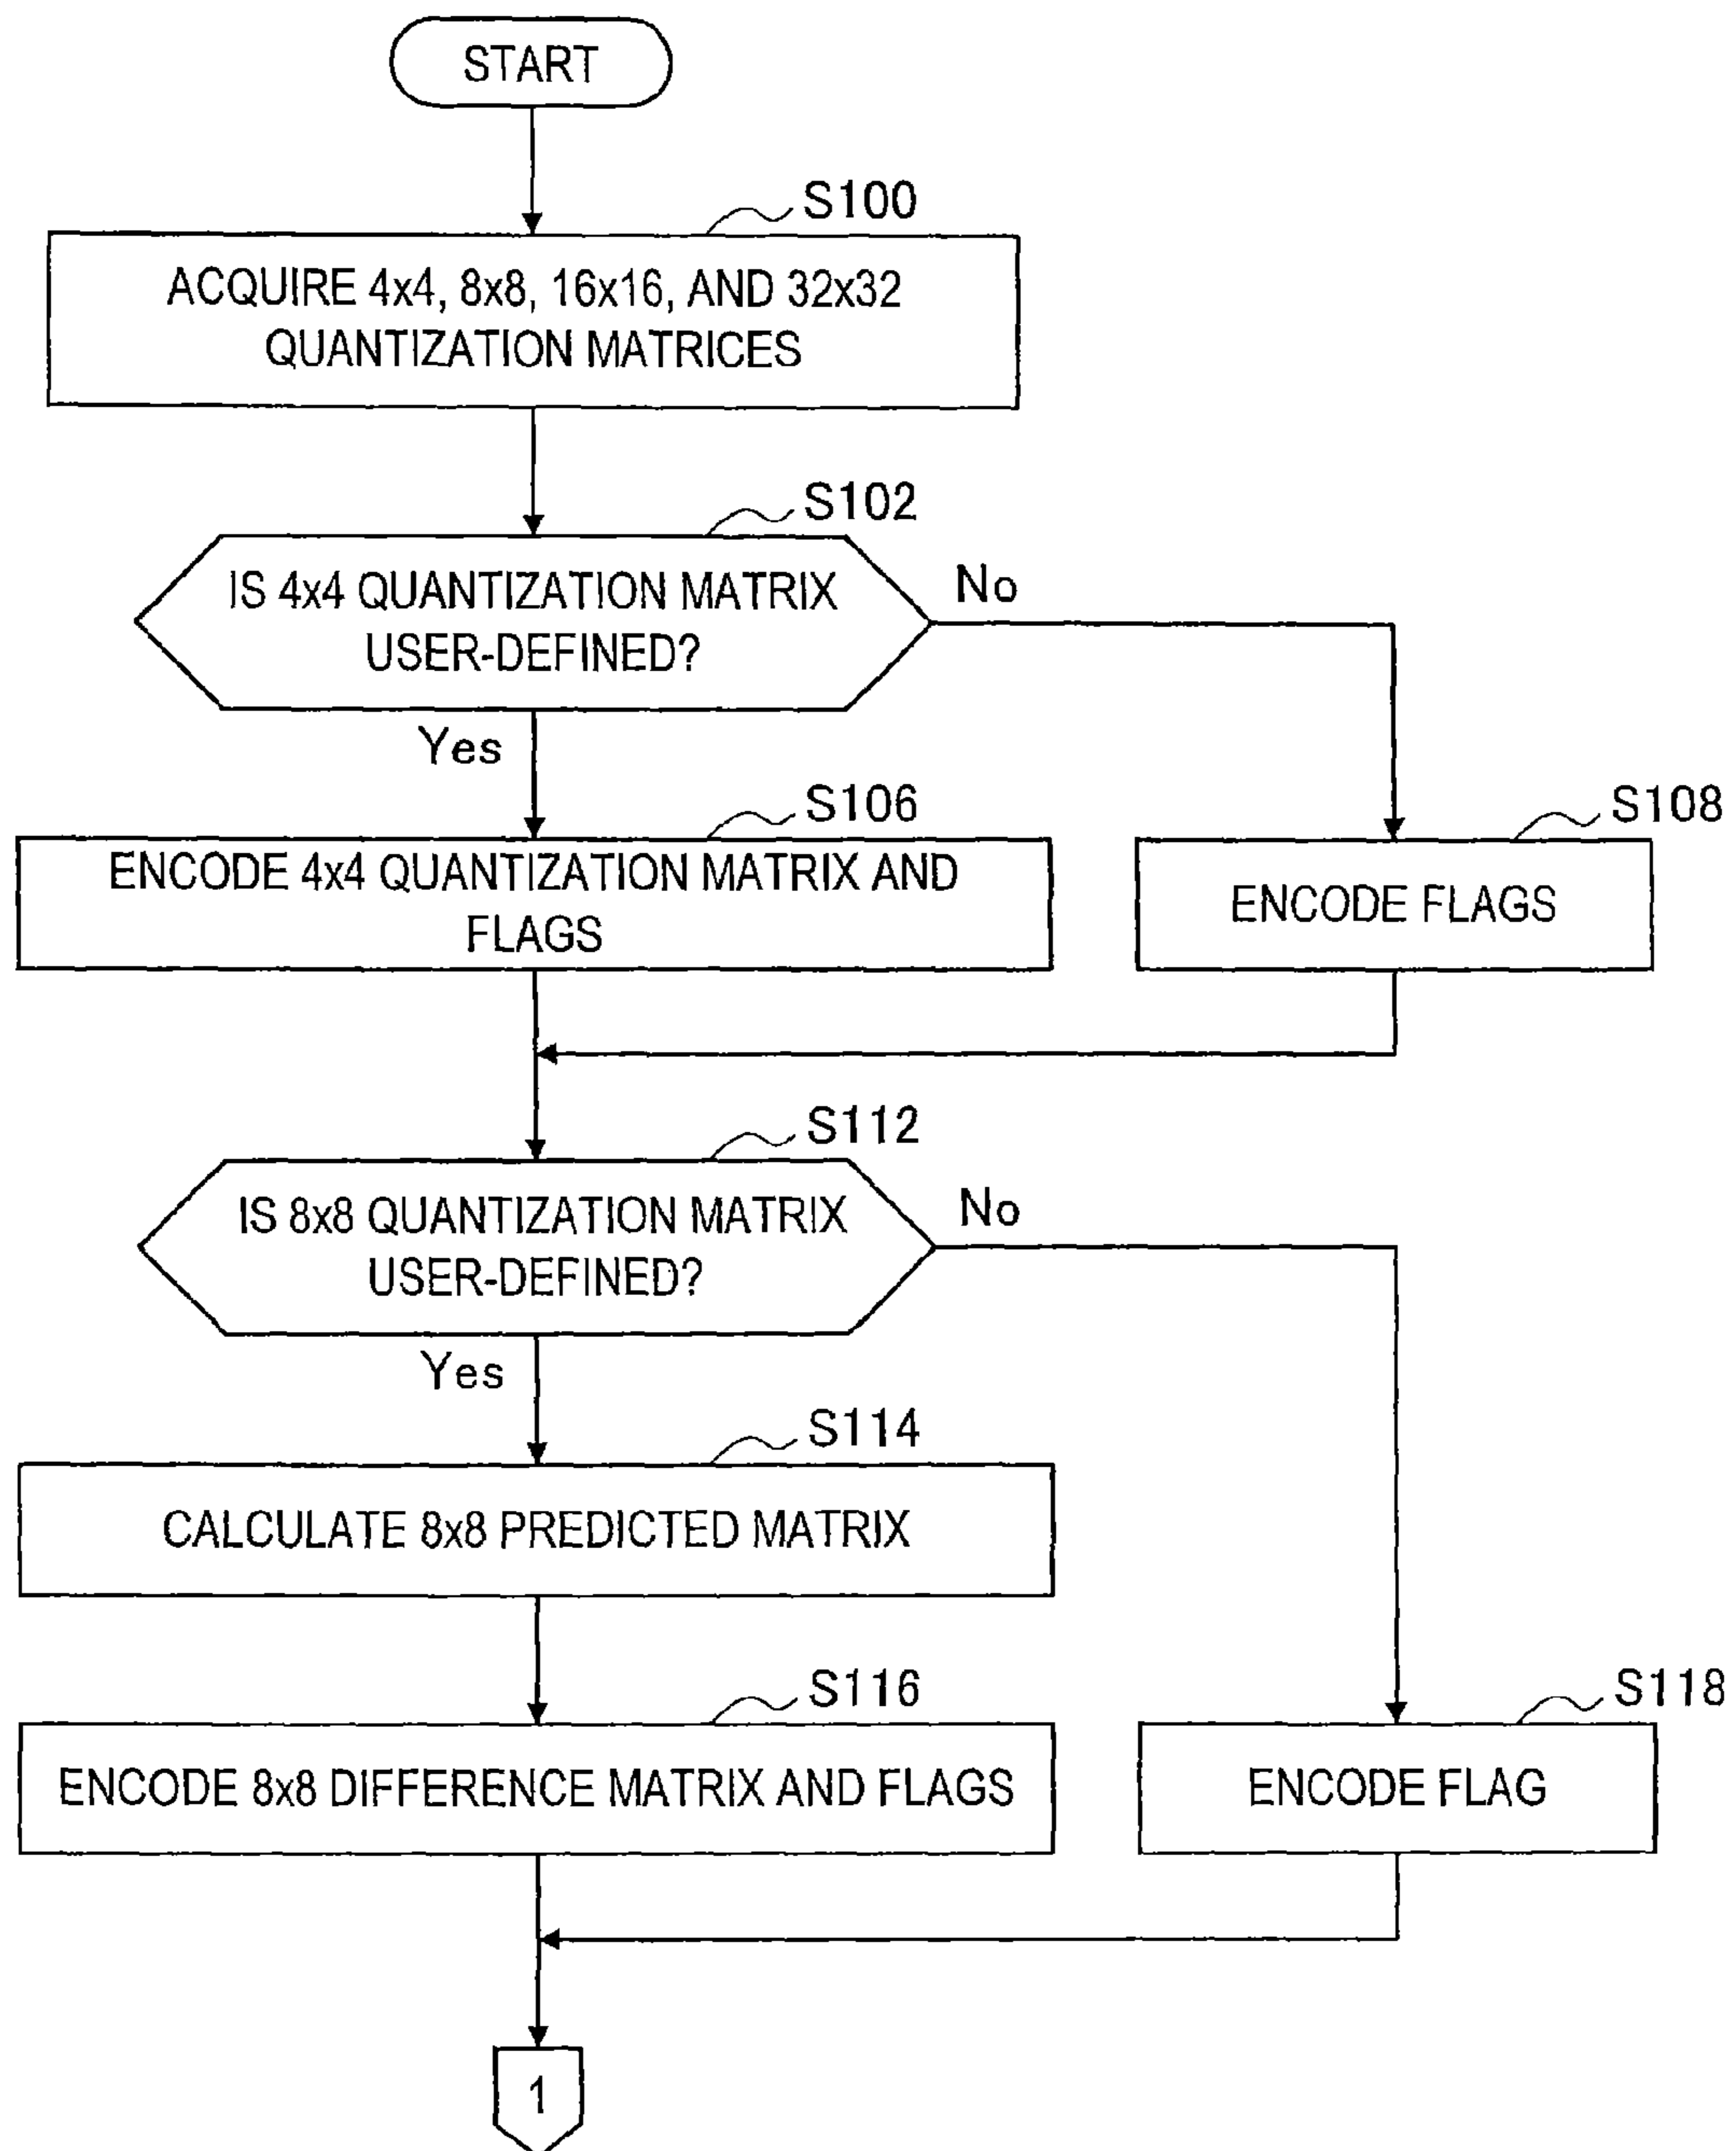 START
S100
ACQUIRE 4x4, 8x8, 16x16, AND 32x32
QUANTIZATION MATRICES
S102
IS 4x4 QUANTIZATION MATRIX
USER-DEFINED?
No
Yes
S106
ENCODE 4x4 QUANTIZATION MATRIX AND
FLAGS
S108
ENCODE FLAGS
S112
IS 8x8 QUANTIZATION MATRIX
USER-DEFINED?
No
Yes
S114
CALCULATE 8x8 PREDICTED MATRIX
S116
ENCODE 8x8 DIFFERENCE MATRIX AND FLAGS
S118
ENCODE FLAG
1